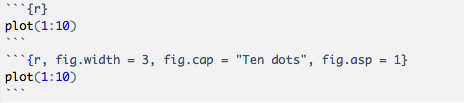 ```{r}
plot(1:10)
```
```{r, fig.width = 3, fig.cap = "Ten dots", fig.asp = 1}
plot(1:10)
```